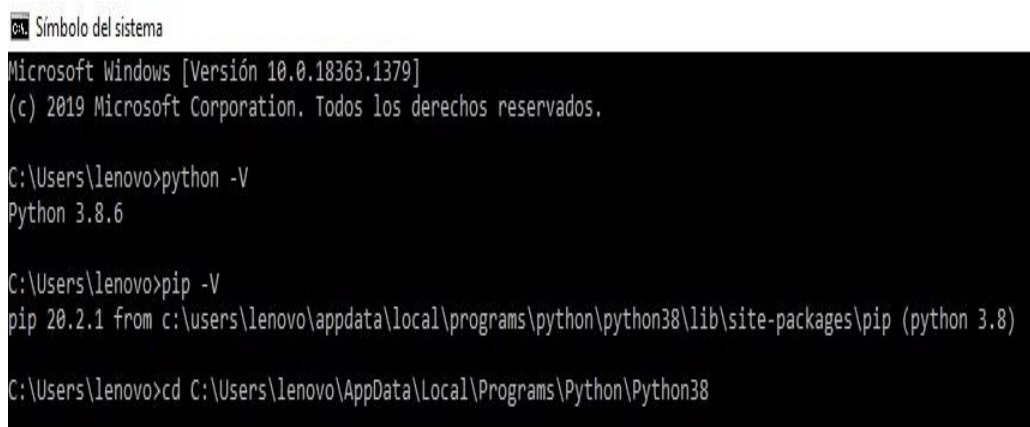 Símbolo del sistema
Microsoft Windows [Versión 10.0.18363.1379]
(c) 2019 Microsoft Corporation. Todos los derechos reservados.
C:\Users\lenovo>python -V
Python 3.8.6
C:\Users\lenovo>pip -V
pip 20.2.1 from c:\users\lenovo\appdata\local\programs\python\python38\lib\site-packages\pip (python 3.8)
C:\Users\lenovo>cd C:\Users\lenovo\AppData\Local\Programs\Python\Python38